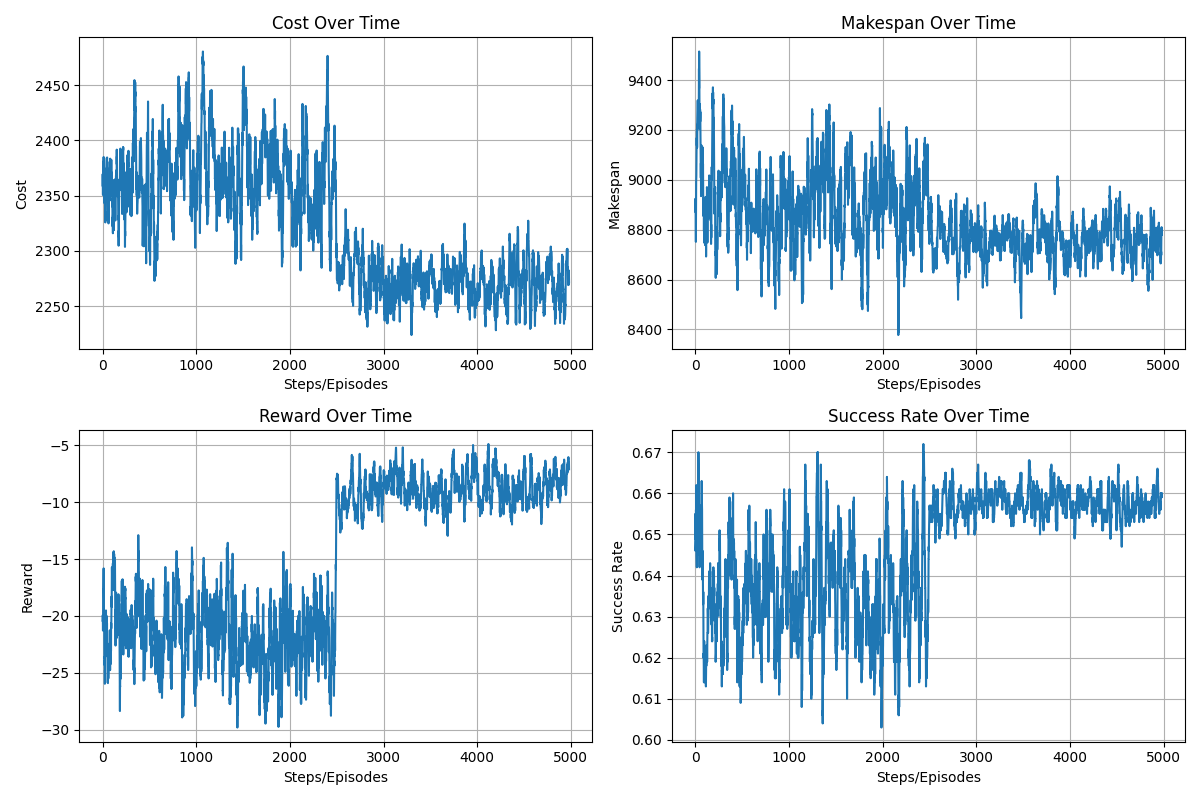 Cost Over Time
Cost
2450
2400
2350
2300
2250
0 1000 2000 3000 4000 5000
Steps/Episodes
Makespan Over Time
Makespan
9400
9200
9000
8800
8600
8400
0 1000 2000 3000 4000 5000
Steps/Episodes
Reward Over Time
Reward
−5
−10
−15
−20
−25
−30
0 1000 2000 3000 4000 5000
Steps/Episodes
Success Rate Over Time
Success Rate
0.67
0.66
0.65
0.64
0.63
0.62
0.61
0.60
0 1000 2000 3000 4000 5000
Steps/Episodes